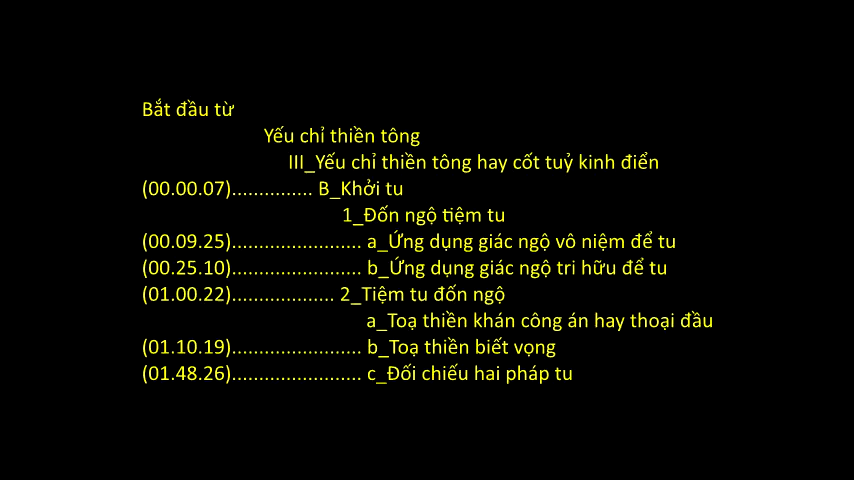 Bắt đầu từ
Yếu chỉ thiền tông
III_Yếu chỉ thiền tông hay cốt tuỷ kinh điển
(00.00.07)............... B_Khởi tu
1_Đốn ngộ tiệm tu
(00.09.25)........................ a_Ứng dụng giác ngộ vô niệm để tu
(00.25.10)........................ b_Ứng dụng giác ngộ tri hữu để tu
(01.00.22)................... 2_Tiệm tu đốn ngộ
a_Toạ thiền khán công án hay thoại đầu
(01.10.19)........................ b_Toạ thiền biết vọng
(01.48.26)........................ c_Đối chiếu hai pháp tu